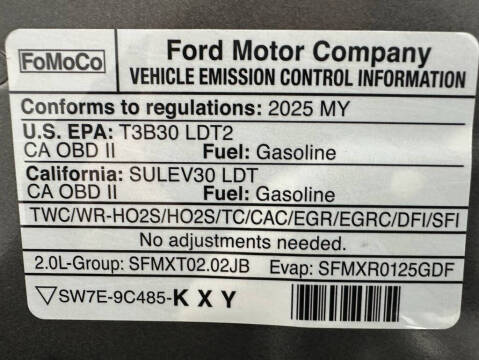 FoMoCo
Ford Motor Company
VEHICLE EMISSION CONTROL INFORMATION
Conforms to regulations: 2025 MY
U.S. EPA: T3B30 LDT2
CA OBD II Fuel: Gasoline
California: SULEV30 LDT
CA OBD II Fuel: Gasoline
TWC/WR-HO2S/HO2S/TC/CAC/EGR/EGRC/DFI/SFI
No adjustments needed.
2.0L-Group: SFMXT02.02JB Evap: SFMXR0125GDF
▽SW7E-9C485-KXY